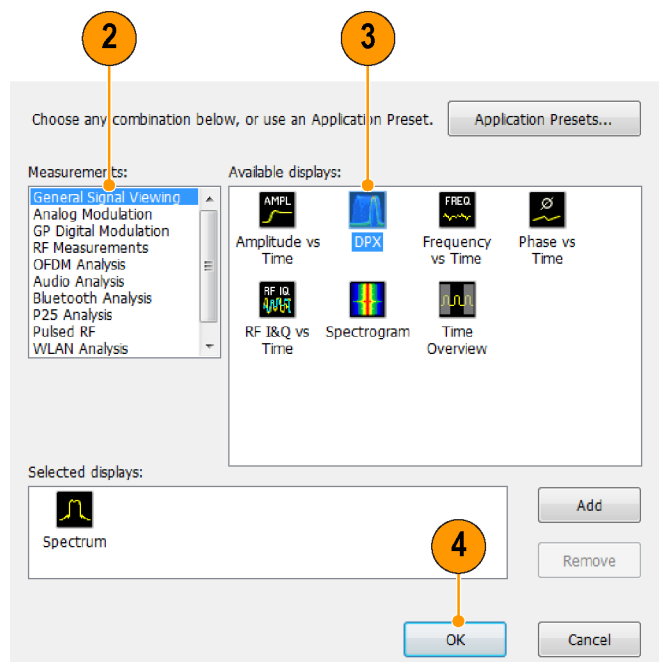 2
3
Choose any combination below, or use an Application Preset.
Application Presets...
Measurements:
General Signal Viewing
Analog Modulation
GP Digital Modulation
RF Measurements
OFDM Analysis
Audio Analysis
Bluetooth Analysis
P25 Analysis
Pulsed RF
WLAN Analysis
Available displays:
AMPL
Amplitude vs
Time
DPX
FREQ
Frequency
vs Time
Ø
Phase vs
Time
RF IQ
RF I&Q vs
Time
Spectrogram
Time
Overview
Selected displays:
Spectrum
Add
4
Remove
OK
Cancel